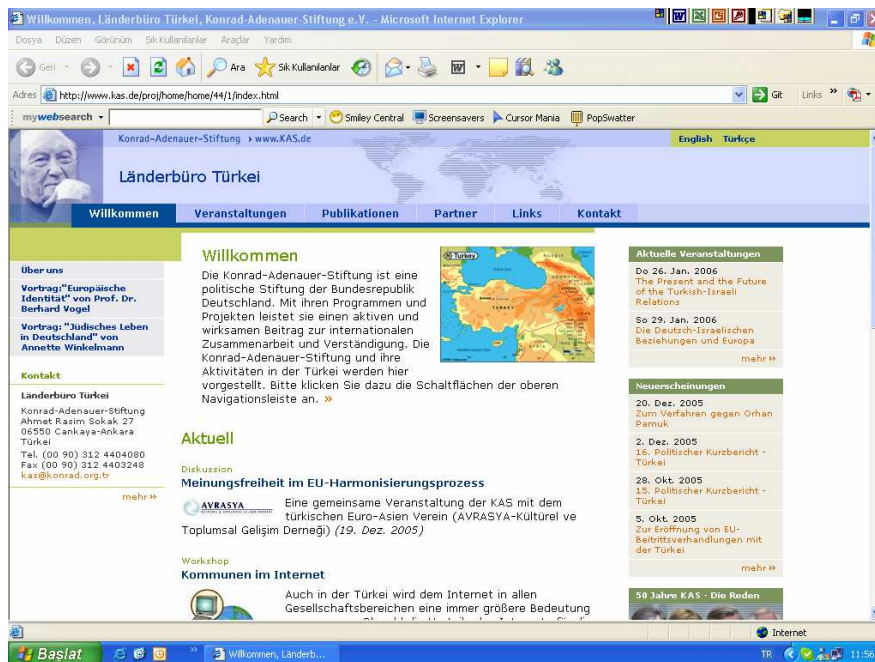 Willkommen, Länderbüro Türkei, Konrad-Adenauer-Stiftung e.V. - Microsoft Internet Explorer
Dosya Düzen Görünüm Sık Kullanılanlar Araçlar Yardım
Geri Ara Sık Kullanılanlar
Adres http://www.kas.de/proj/home/home/44/1/index.html Git Links »
mywebsearch Search Smiley Central Screensavers Cursor Mania PopSwatter
Konrad-Adenauer-Stiftung › www.KAS.de
English Türkçe
Länderbüro Türkei
Willkommen Veranstaltungen Publikationen Partner Links Kontakt
Über uns
Vortrag:"Europäische
Identität" von Prof. Dr.
Berhard Vogel
Vortrag: "Jüdisches Leben
in Deutschland" von
Annette Winkelmann
Kontakt
Länderbüro Türkei
Konrad-Adenauer-Stiftung
Ahmet Rasim Sokak 27
06550 Cankaya-Ankara
Türkei
Tel. (00 90) 312 4404080
Fax (00 90) 312 4403248
kas@konrad.org.tr
mehr »
Willkommen
Die Konrad-Adenauer-Stiftung ist eine
politische Stiftung der Bundesrepublik
Deutschland. Mit ihren Programmen und
Projekten leistet sie einen aktiven und
wirksamen Beitrag zur internationalen
Zusammenarbeit und Verständigung. Die
Konrad-Adenauer-Stiftung und ihre
Aktivitäten in der Türkei werden hier
vorgestellt. Bitte klicken Sie dazu die Schaltflächen der oberen
Navigationsleiste an. »
Turkey
TURKEY
Aktuell
Diskussion
Meinungsfreiheit im EU-Harmonisierungsprozess
AVRASYA
Eine gemeinsame Veranstaltung der KAS mit dem
türkischen Euro-Asien Verein (AVRASYA-Kültürel ve
Toplumsal Gelişim Derneği) (19. Dez. 2005)
Workshop
Kommunen im Internet
Auch in der Türkei wird dem Internet in allen
Gesellschaftsbereichen eine immer größere Bedeutung
Aktuelle Veranstaltungen
Do 26. Jan. 2006
The Present and the Future
of the Turkish-Israeli
Relations
So 29. Jan. 2006
Die Deutsch-Israelischen
Beziehungen und Europa
mehr »
Neuerscheinungen
20. Dez. 2005
Zum Verfahren gegen Orhan
Pamuk
2. Dez. 2005
16. Politischer Kurzbericht -
Türkei
28. Okt. 2005
15. Politischer Kurzbericht -
Türkei
5. Okt. 2005
Zur Eröffnung von EU-
Beitrittsverhandlungen mit
der Türkei
mehr »
50 Jahre KAS - Die Reden
Internet
Başlat » Willkommen, Länderb... TR 11:56